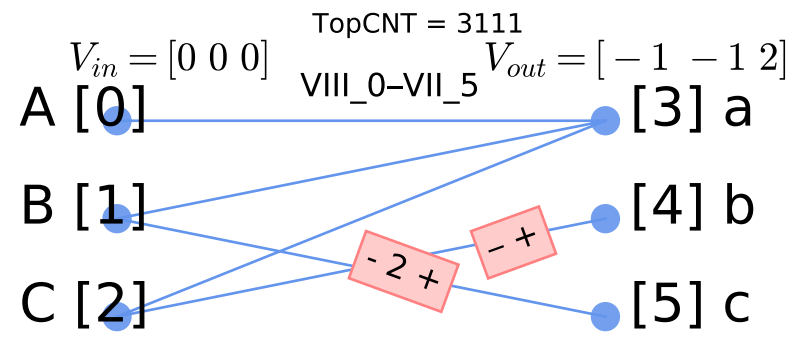 TopCNT = 3111
V_in = [0 0 0]
V_out = [ − 1 − 1 2]
VIII_0–VII_5
A [0]
[3] a
B [1]
[4] b
– +
- 2 +
C [2]
[5] c